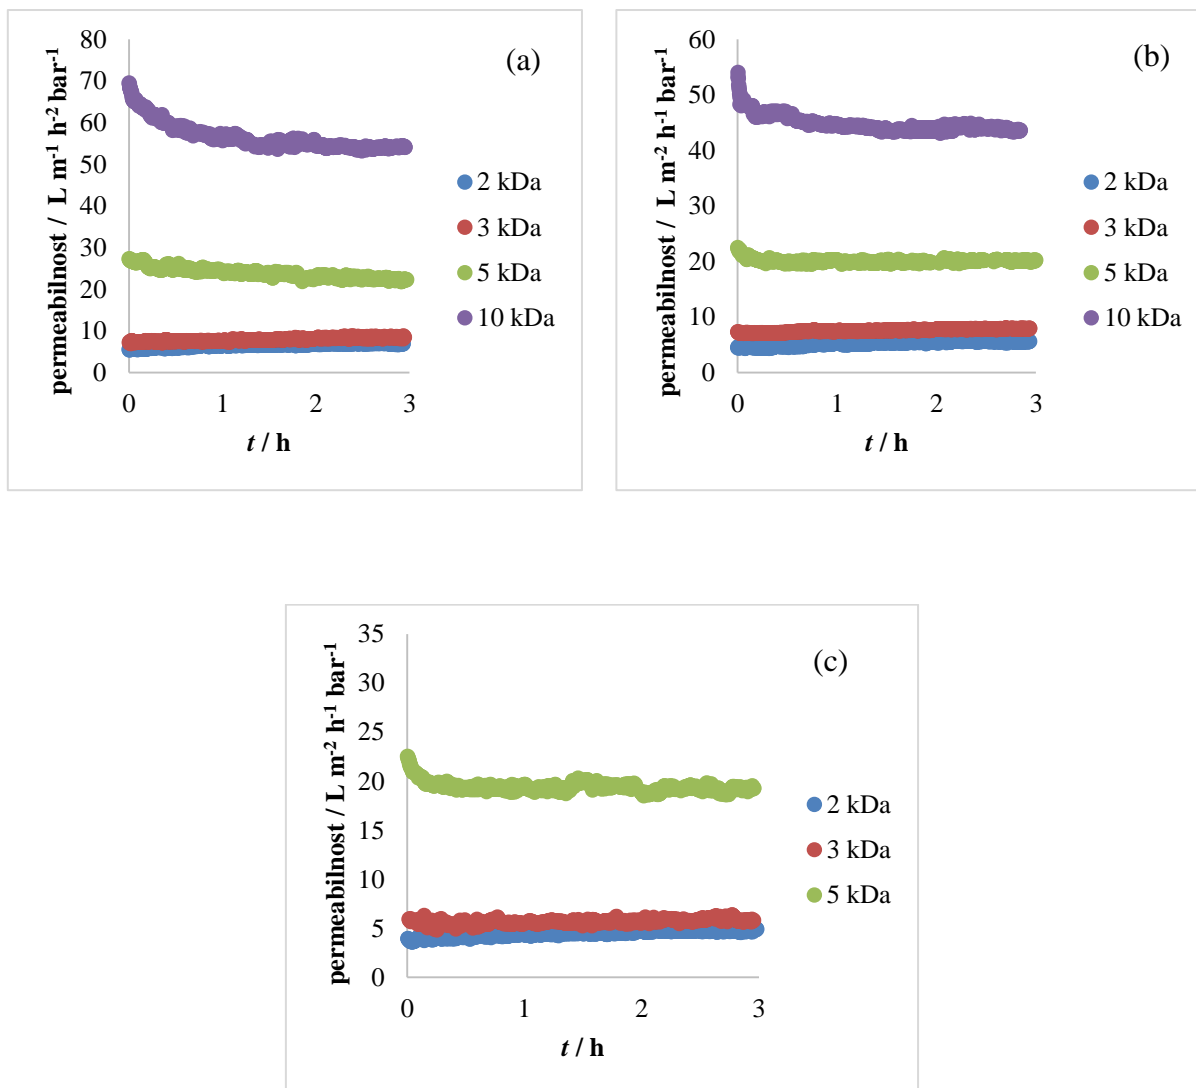 (a)
permeabilnost / L m⁻¹ h⁻² bar⁻¹
80
70
60
50
40
30
20
10
0
0 1 2 3
t / h
2 kDa
3 kDa
5 kDa
10 kDa
(b)
permeabilnost / L m⁻² h⁻¹ bar⁻¹
60
50
40
30
20
10
0
0 1 2 3
t / h
2 kDa
3 kDa
5 kDa
10 kDa
(c)
permeabilnost / L m⁻² h⁻¹ bar⁻¹
35
30
25
20
15
10
5
0
0 1 2 3
t / h
2 kDa
3 kDa
5 kDa